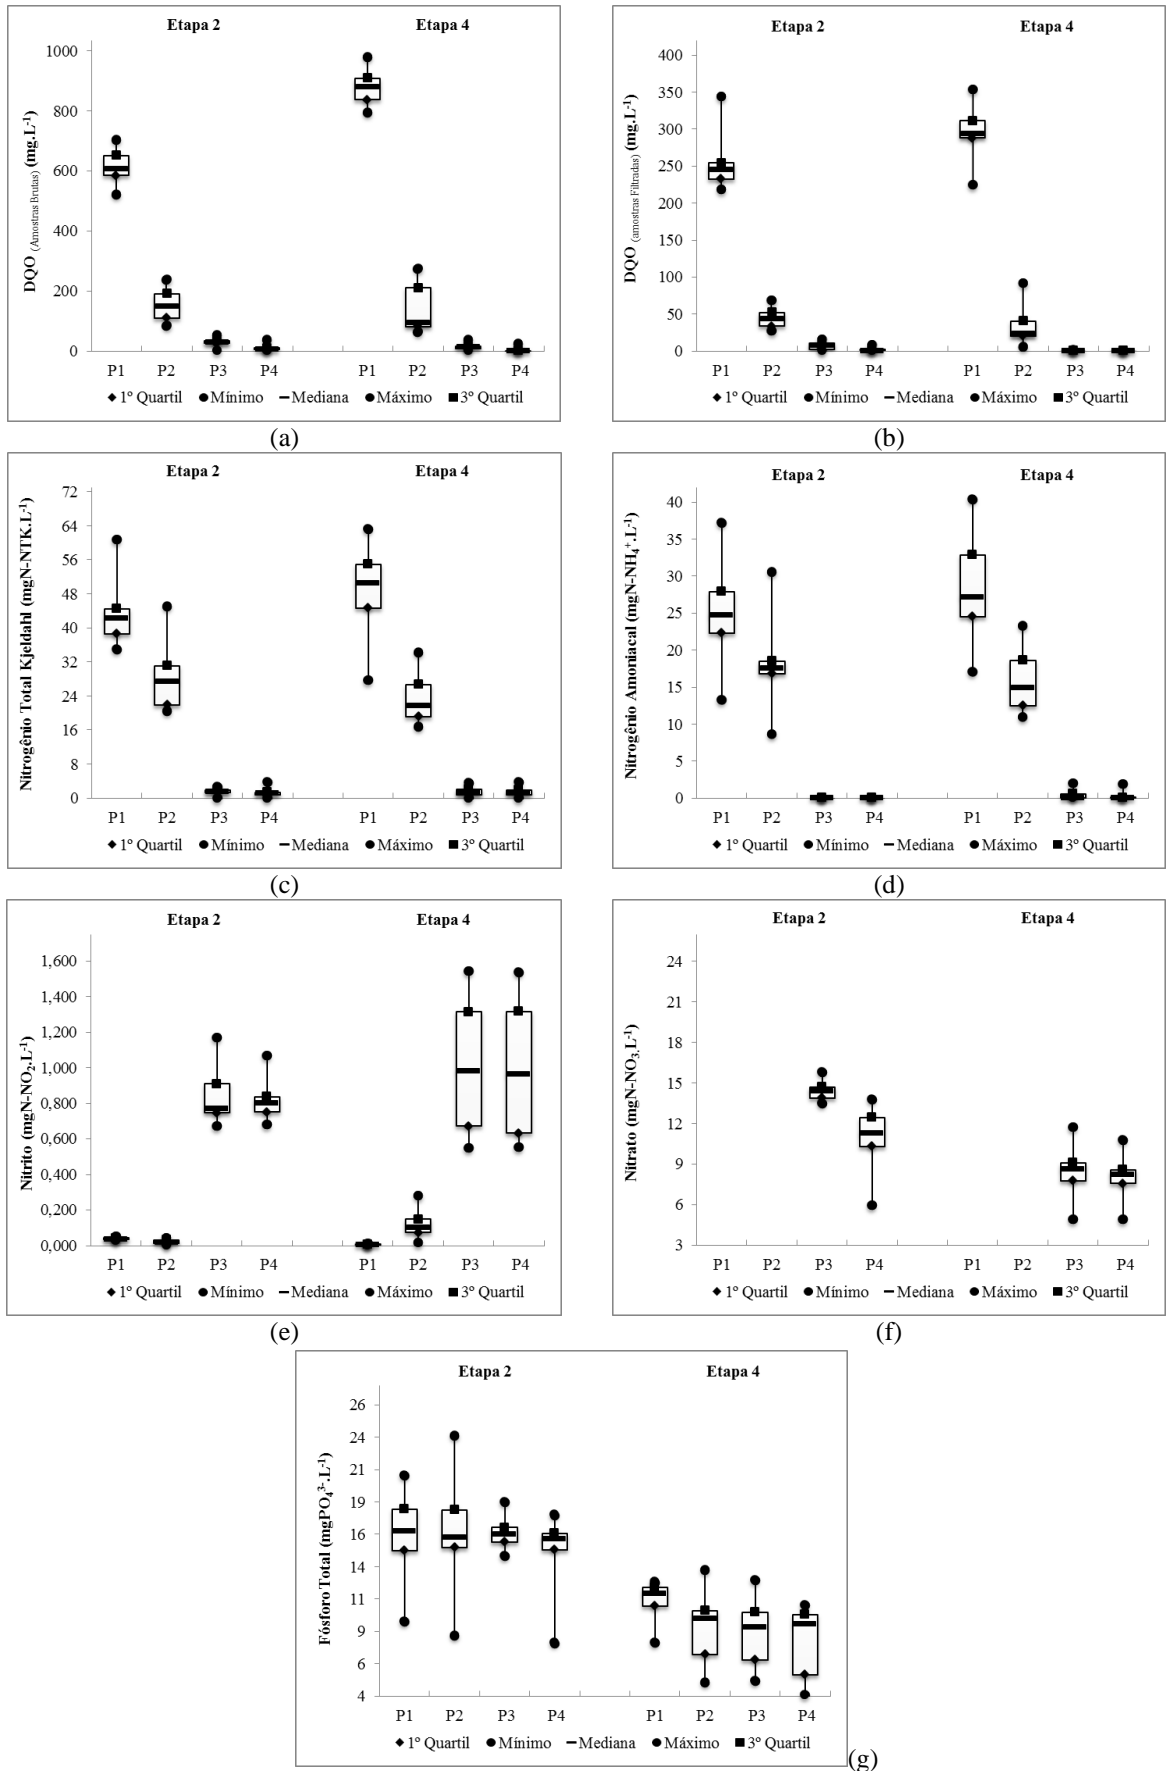 Etapa 2 Etapa 4
DQO (Amostras Brutas) (mg.L-1)
1000
800
600
400
200
0
P1 P2 P3 P4 P1 P2 P3 P4
1º Quartil Mínimo Mediana Máximo 3º Quartil
(a)
Etapa 2 Etapa 4
DQO (amostras Filtradas) (mg.L-1)
400
350
300
250
200
150
100
50
0
P1 P2 P3 P4 P1 P2 P3 P4
1º Quartil Mínimo Mediana Máximo 3º Quartil
(b)
Etapa 2 Etapa 4
Nitrogênio Total Kjeldahl (mgN-NTK.L-1)
72
64
56
48
40
32
24
16
8
0
P1 P2 P3 P4 P1 P2 P3 P4
1º Quartil Mínimo Mediana Máximo 3º Quartil
(c)
Etapa 2 Etapa 4
Nitrogênio Amoniacal (mgN-NH4+.L-1)
40
35
30
25
20
15
10
5
0
P1 P2 P3 P4 P1 P2 P3 P4
1º Quartil Mínimo Mediana Máximo 3º Quartil
(d)
Etapa 2 Etapa 4
Nitrito (mgN-NO2-.L-1)
1,600
1,400
1,200
1,000
0,800
0,600
0,400
0,200
0,000
P1 P2 P3 P4 P1 P2 P3 P4
1º Quartil Mínimo Mediana Máximo 3º Quartil
(e)
Etapa 2 Etapa 4
Nitrato (mgN-NO3.L-1)
24
21
18
15
12
9
6
3
P1 P2 P3 P4 P1 P2 P3 P4
1º Quartil Mínimo Mediana Máximo 3º Quartil
(f)
Etapa 2 Etapa 4
Fósforo Total (mgPO43-.L-1)
26
24
21
19
16
14
11
9
6
4
P1 P2 P3 P4 P1 P2 P3 P4
1º Quartil Mínimo Mediana Máximo 3º Quartil
(g)